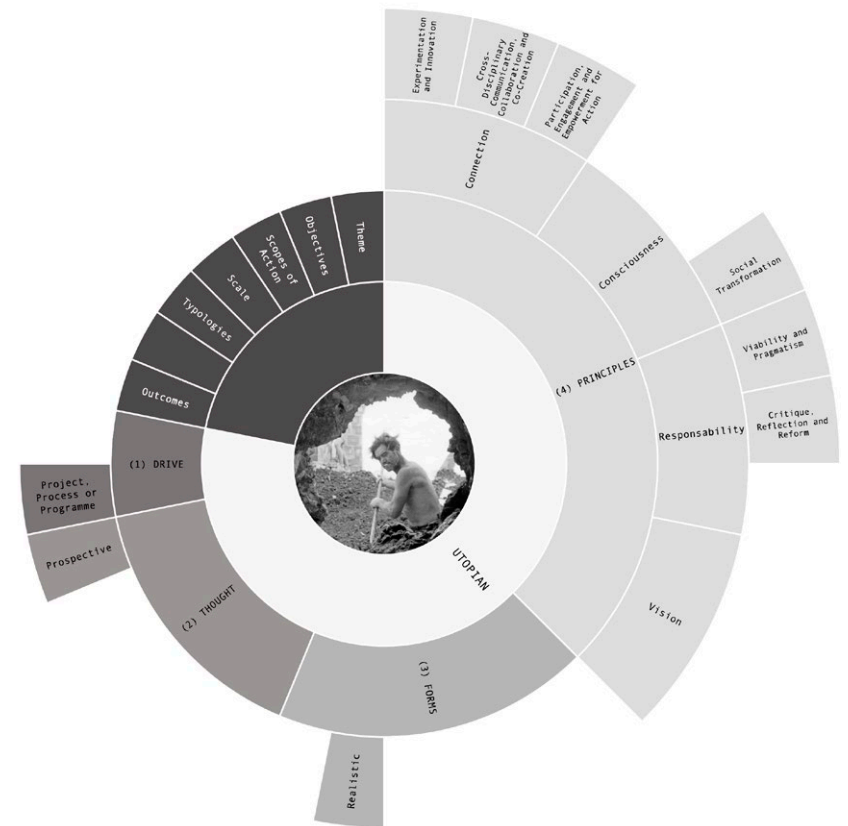 Experimentation
and Innovation
Cross-
Disciplinary
Communication,
Collaboration and
Co-Creation
Participation,
Engagement and
Empowerment for
Action
Connection
Consciousness
Social
Transformation
Viability and
Pragmatism
(4) PRINCIPLES
Responsability
Critique,
Reflection and
Reform
Vision
UTOPIAN
(3) FORMS
Realistic
(2) THOUGHT
Prospective
(1) DRIVE
Project,
Process or
Programme
Outcomes
Typologies
Scale
Scopes of
Action
Objectives
Theme